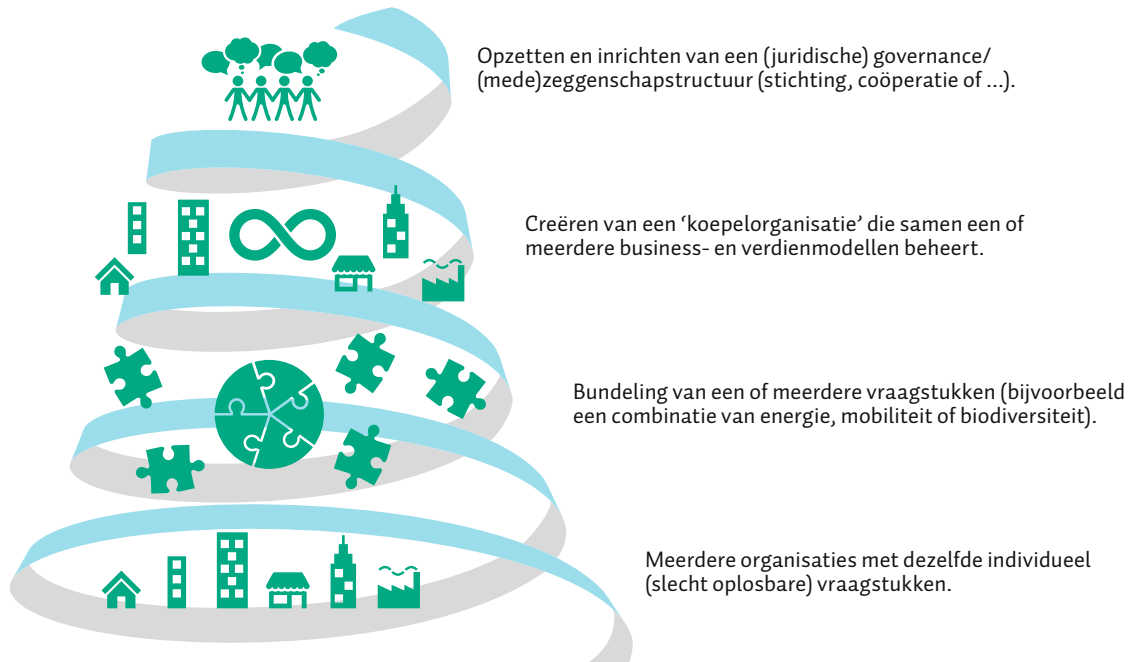 Opzetten en inrichten van een (juridische) governance/
(mede)zeggenschapstructuur (stichting, coöperatie of ...).
Creëren van een ‘koepelorganisatie’ die samen een of
meerdere business- en verdienmodellen beheert.
Bundeling van een of meerdere vraagstukken (bijvoorbeeld
een combinatie van energie, mobiliteit of biodiversiteit).
Meerdere organisaties met dezelfde individueel
(slecht oplosbare) vraagstukken.